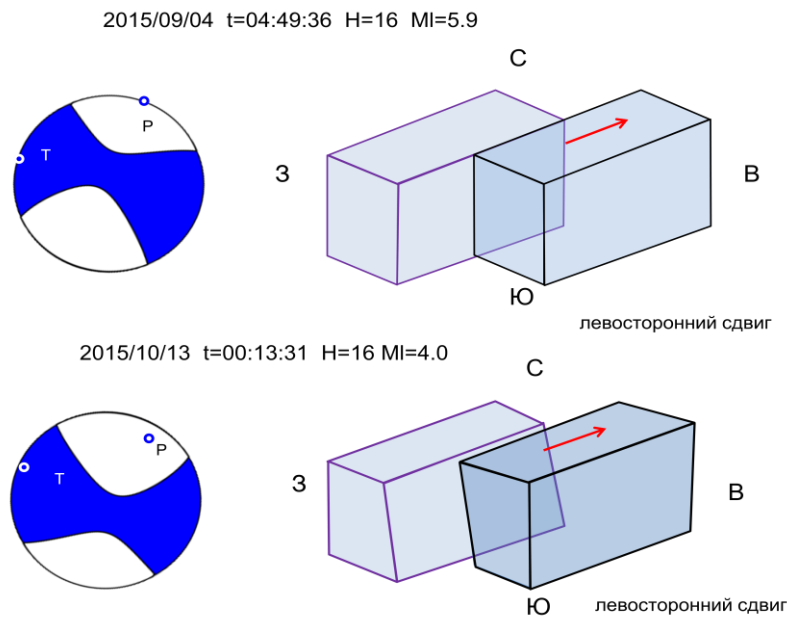 2015/09/04 t=04:49:36 H=16 Ml=5.9
С
P
T
З
В
Ю
левосторонний сдвиг
2015/10/13 t=00:13:31 H=16 Ml=4.0
С
P
T
З
В
Ю
левосторонний сдвиг